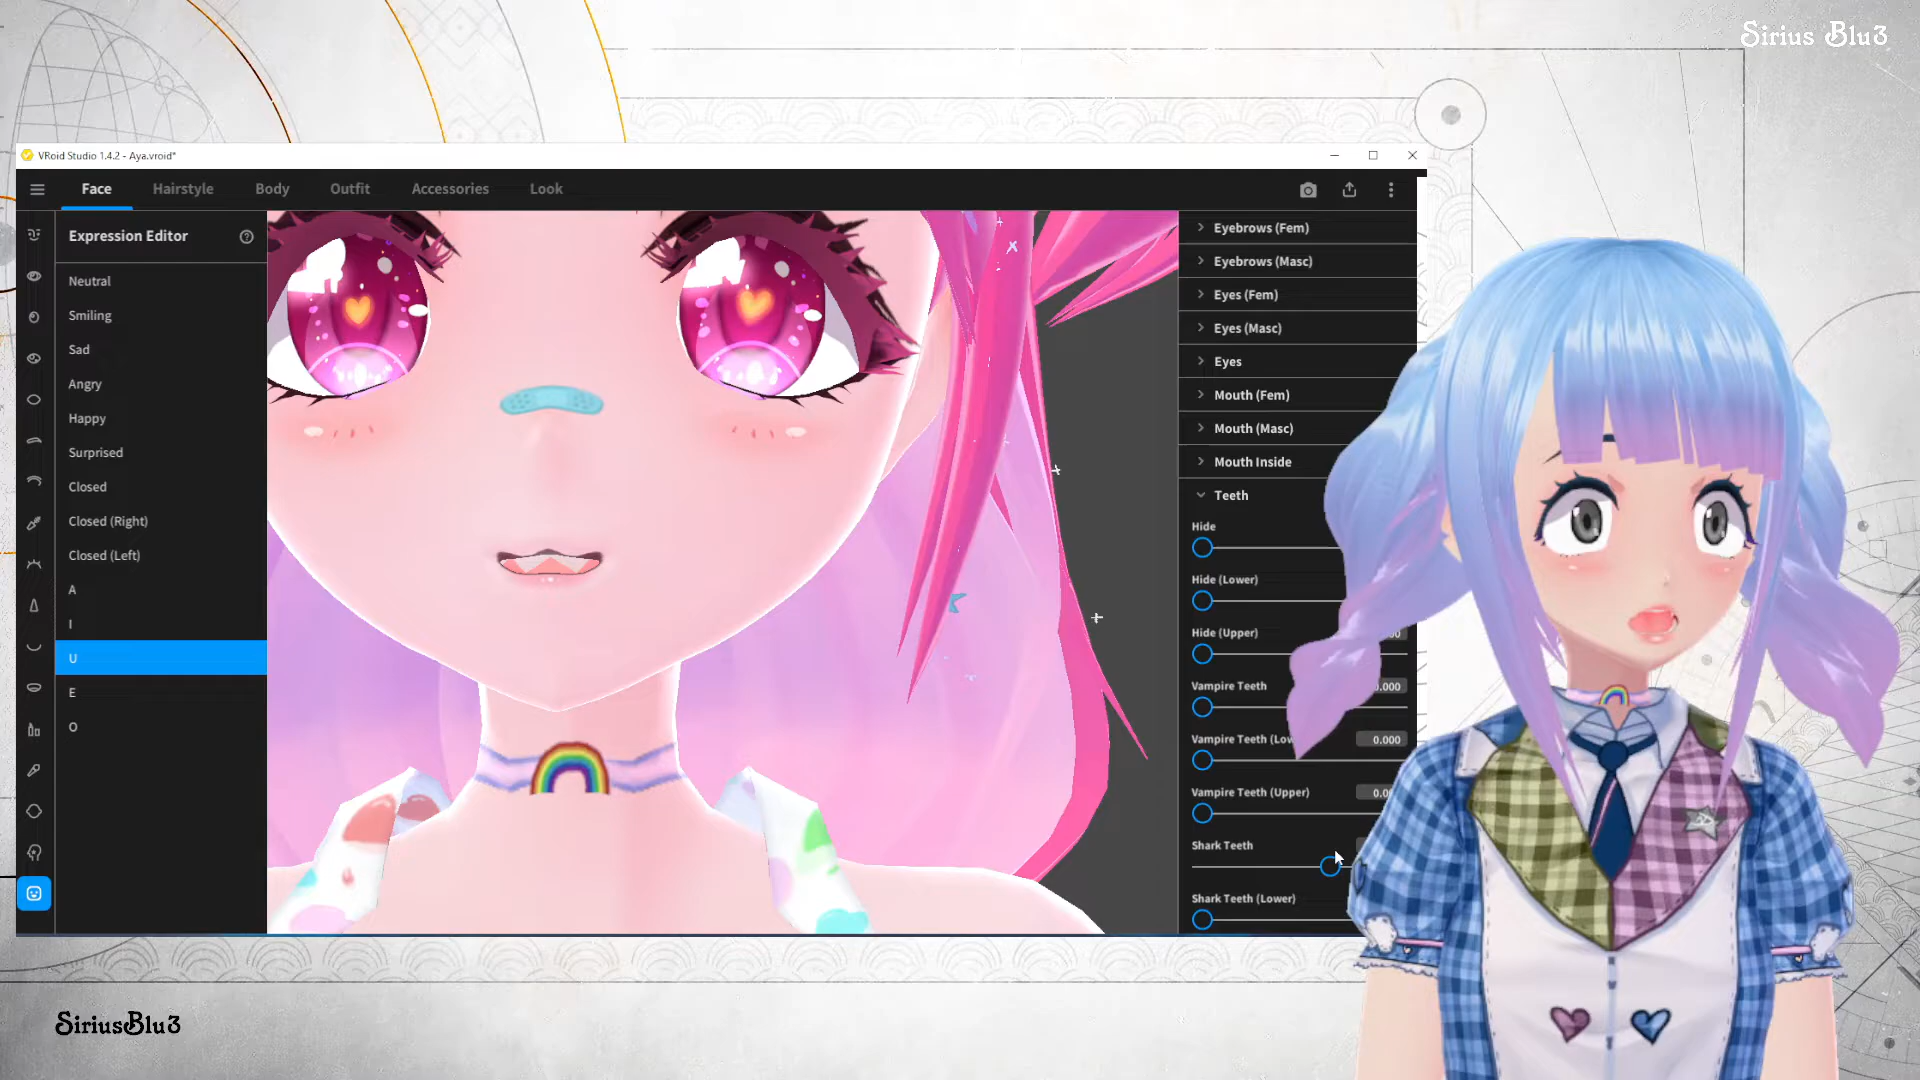 Sirius Blu3
VRoid Studio 1.4.2 - Aya.vroid*
Face
Hairstyle
Body
Outfit
Accessories
Look
Expression Editor
Neutral
Smiling
Sad
Angry
Happy
Surprised
Closed
Closed (Right)
Closed (Left)
A
I
U
E
O
Eyebrows (Fem)
Eyebrows (Masc)
Eyes (Fem)
Eyes (Masc)
Eyes
Mouth (Fem)
Mouth (Masc)
Mouth Inside
Teeth
Hide
Hide (Lower)
Hide (Upper)
Vampire Teeth
Vampire Teeth (Low
0.000
Vampire Teeth (Upper)
Shark Teeth
Shark Teeth (Lower)
SiriusBlu3